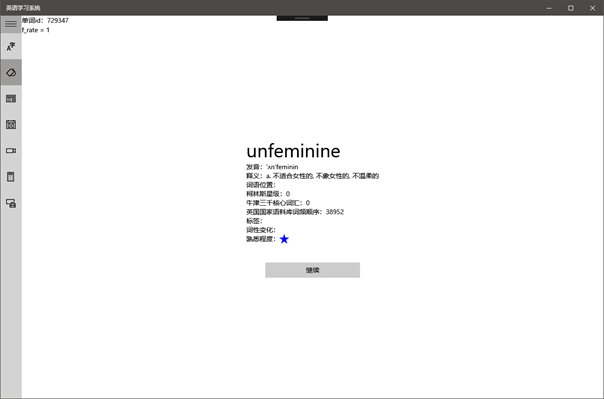 英语学习系统
单词id：729347
f_rate = 1
unfeminine
发音：'ʌn'feminin
释义：a. 不适合女性的, 不象女性的, 不温柔的
词语位置：
柯林斯星级：0
牛津三千核心词汇：0
英国国家语料库词频顺序：38952
标签：
词性变化：
熟悉程度：
继续